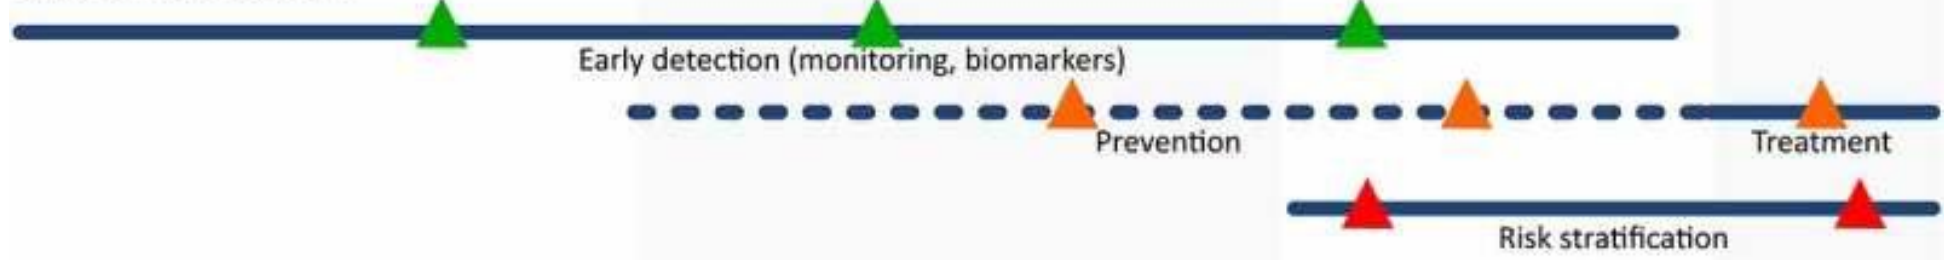 Early detection (monitoring, biomarkers)
Prevention
Treatment
Risk stratification